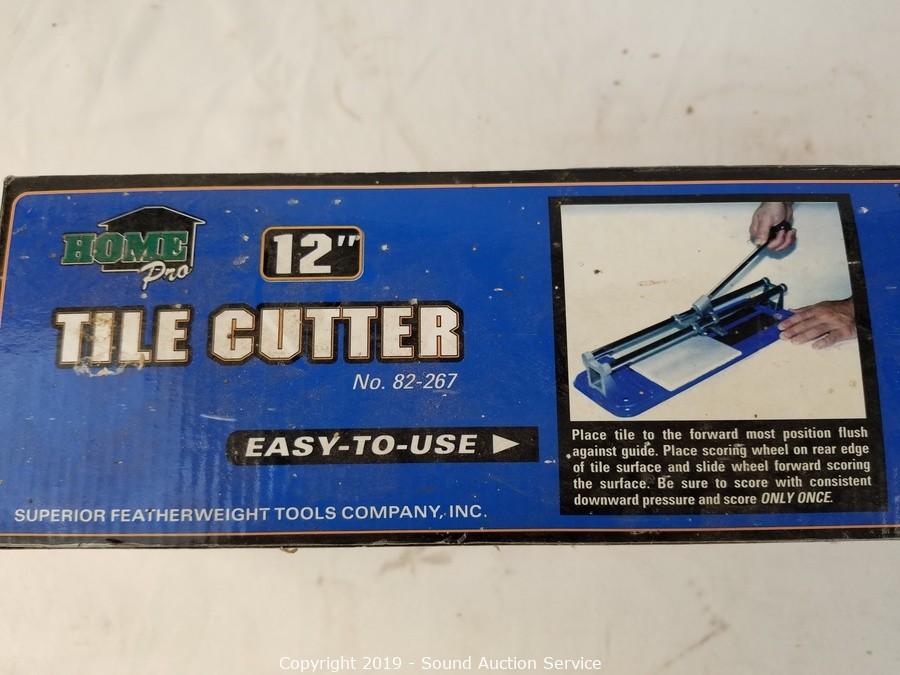 HOME
Pro
12"
TILE CUTTER
No. 82-267
EASY-TO-USE
SUPERIOR FEATHERWEIGHT TOOLS COMPANY, INC.
Place tile to the forward most position flush
against guide. Place scoring wheel on rear edge
of tile surface and slide wheel forward scoring
the surface. Be sure to score with consistent
downward pressure and score ONLY ONCE.
Copyright 2019 - Sound Auction Service